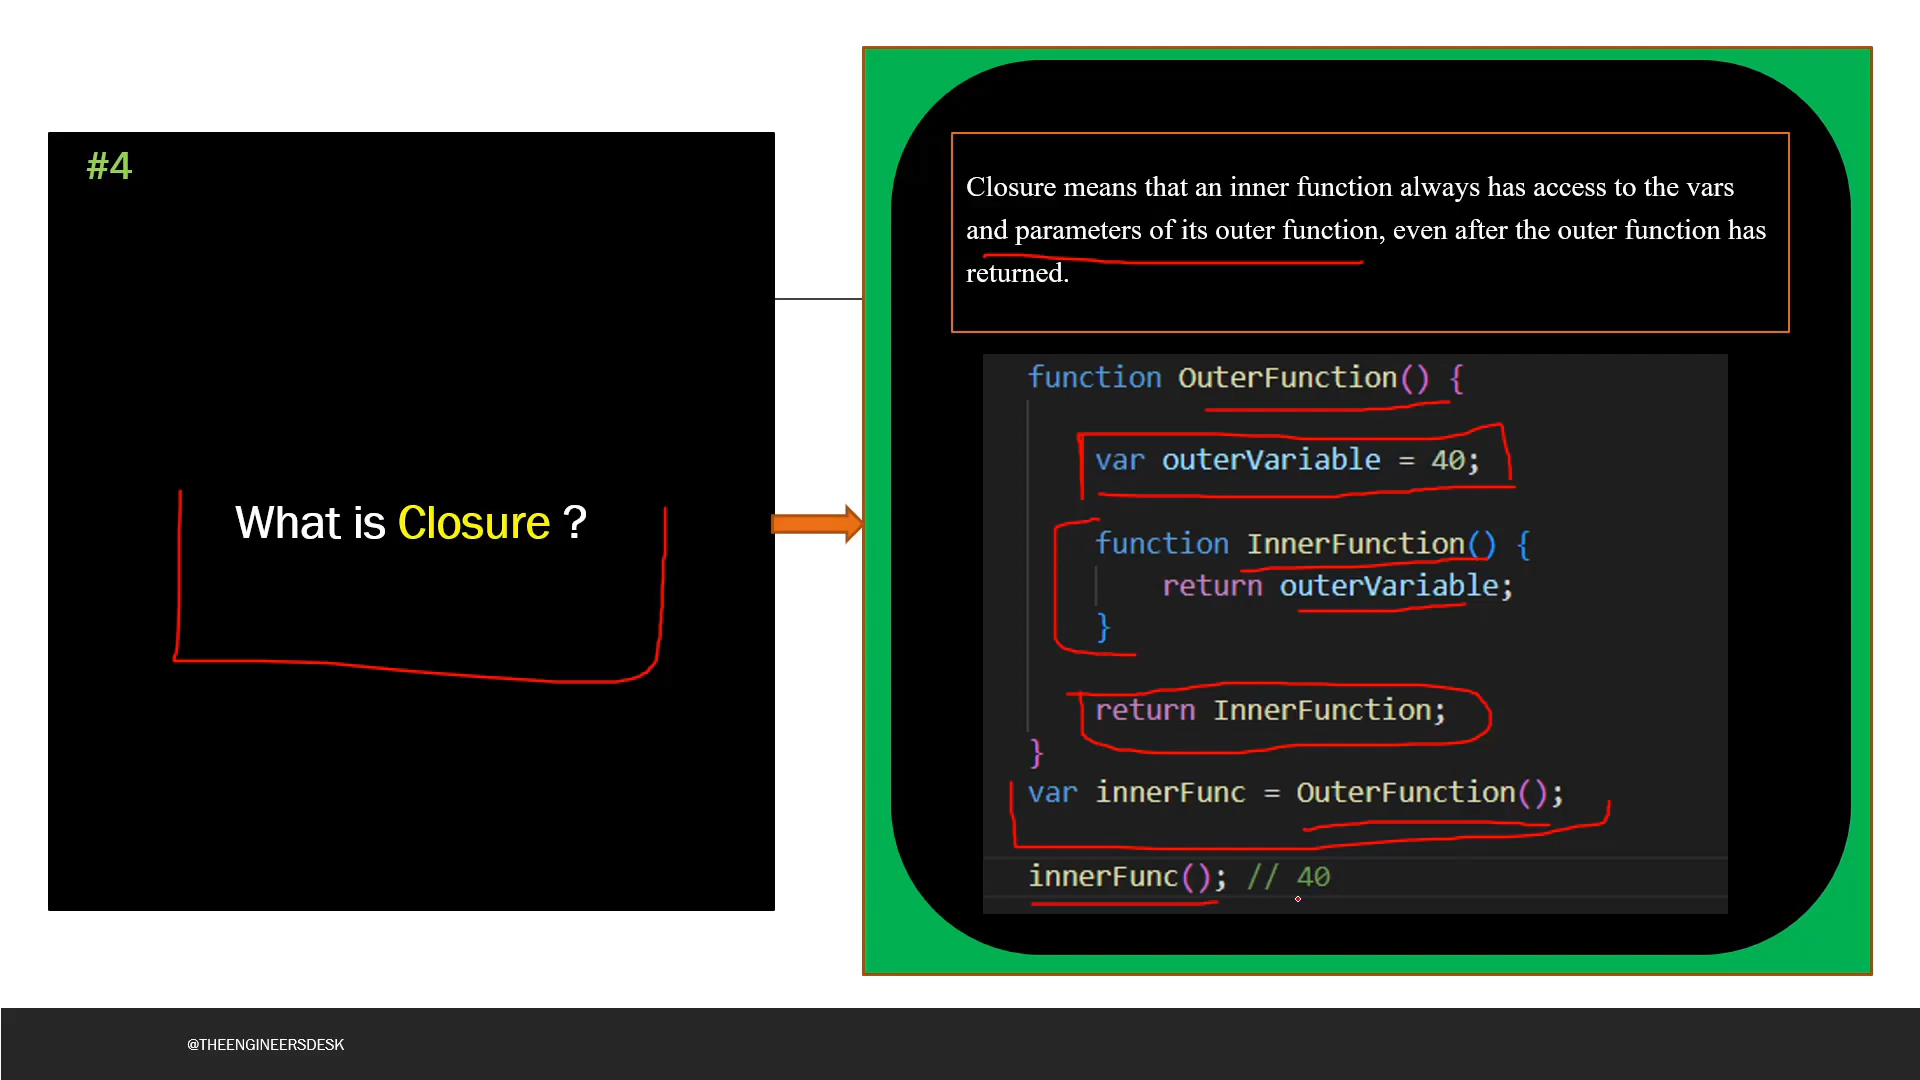 #4
What is Closure ?
Closure means that an inner function always has access to the vars
and parameters of its outer function, even after the outer function has
returned.
function OuterFunction() {
var outerVariable = 40;
function InnerFunction() {
return outerVariable;
}
return InnerFunction;
}
var innerFunc = OuterFunction();
innerFunc(); // 40
@THEENGINEERSDESK